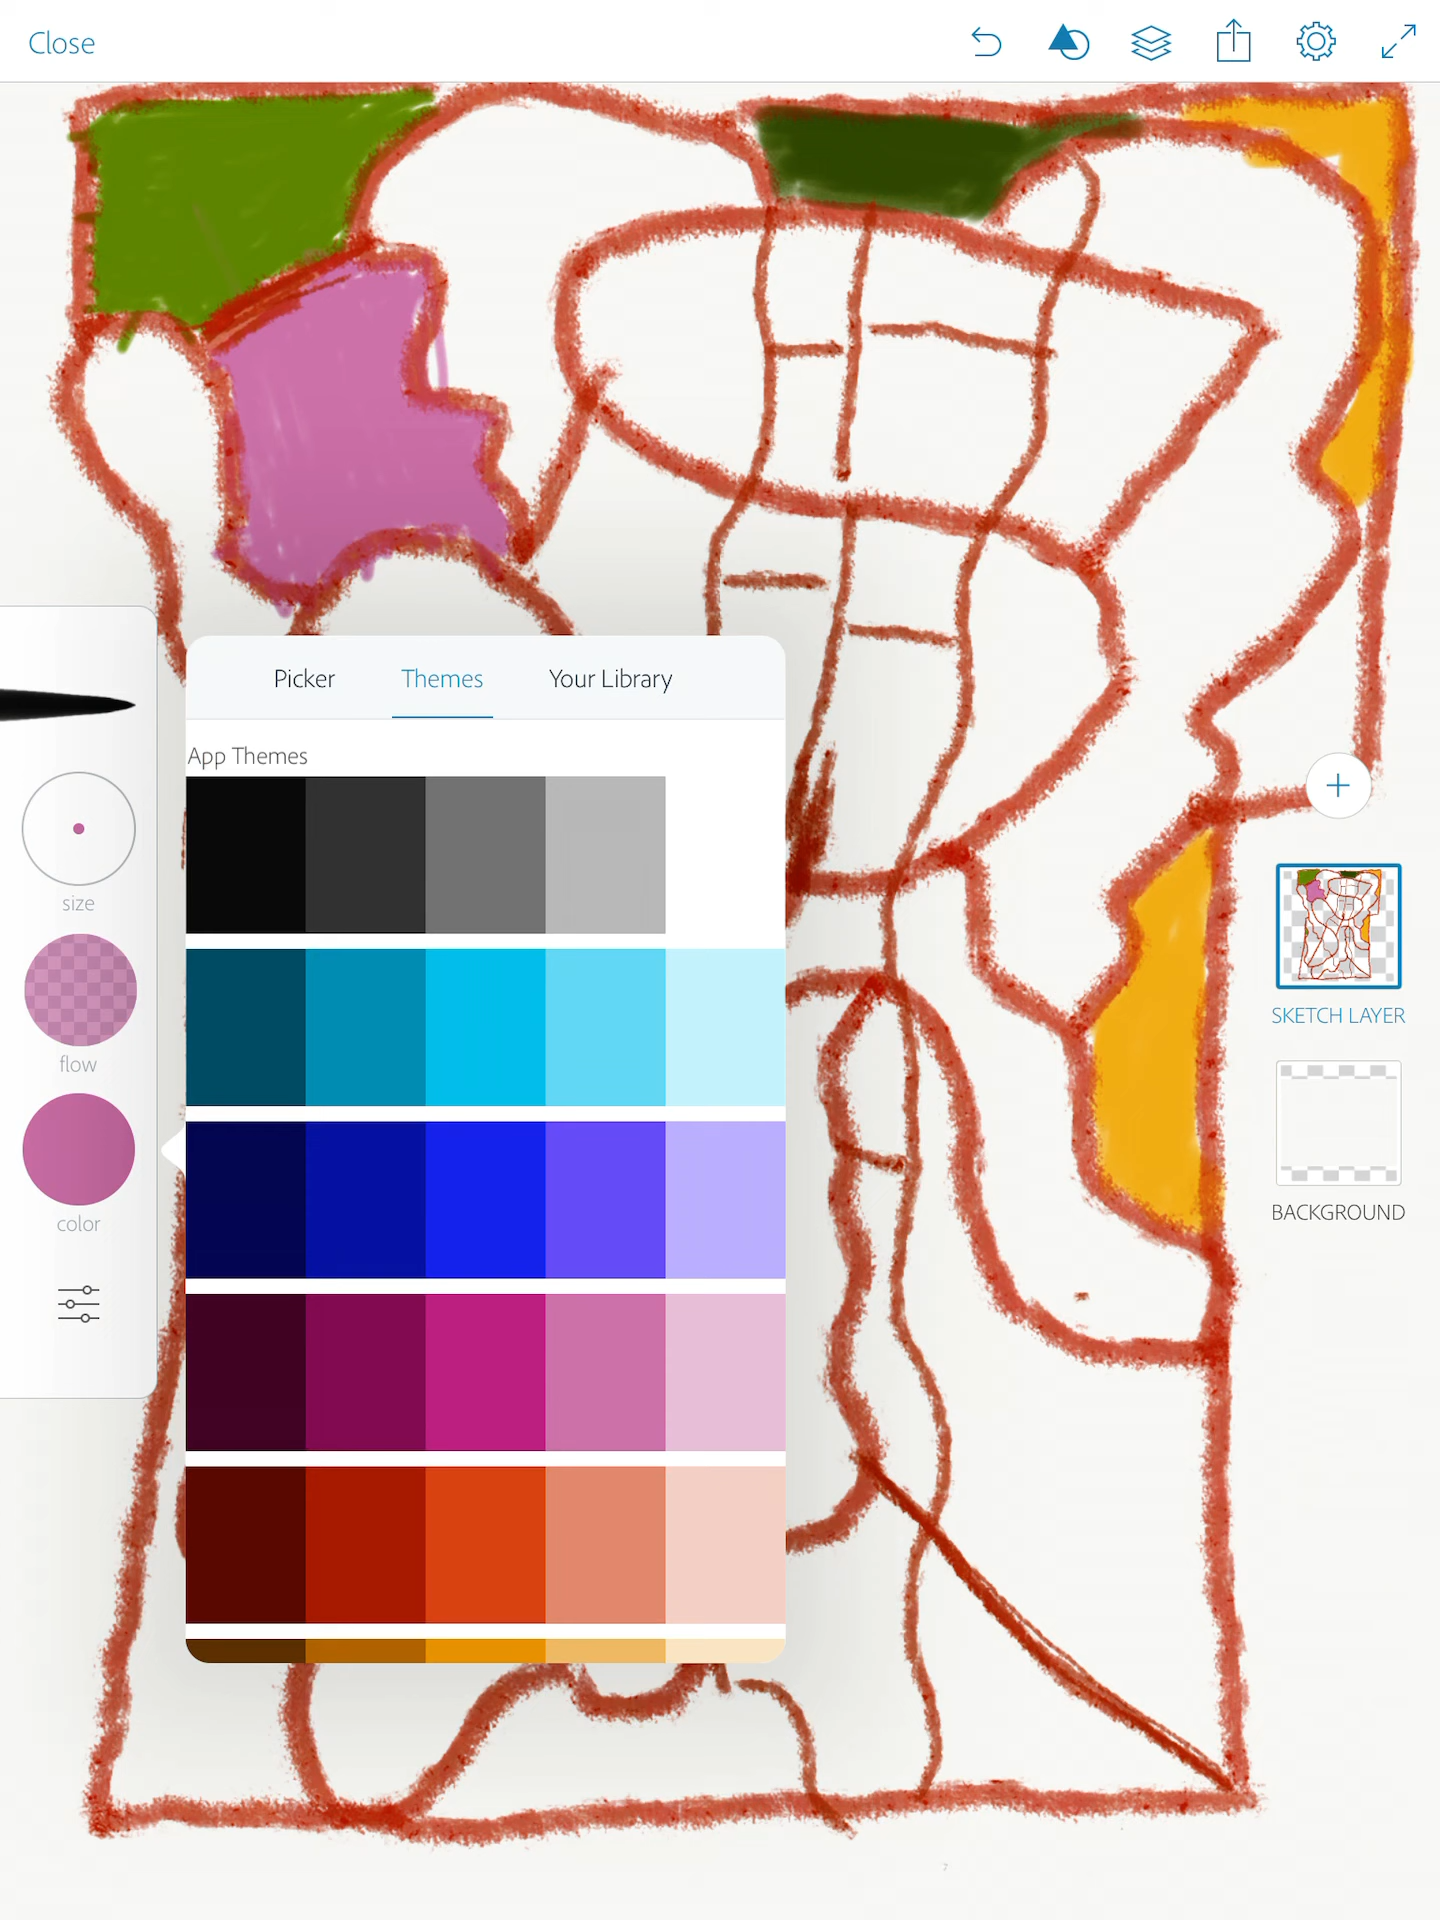 Close
Picker
Themes
Your Library
App Themes
size
flow
color
SKETCH LAYER
BACKGROUND